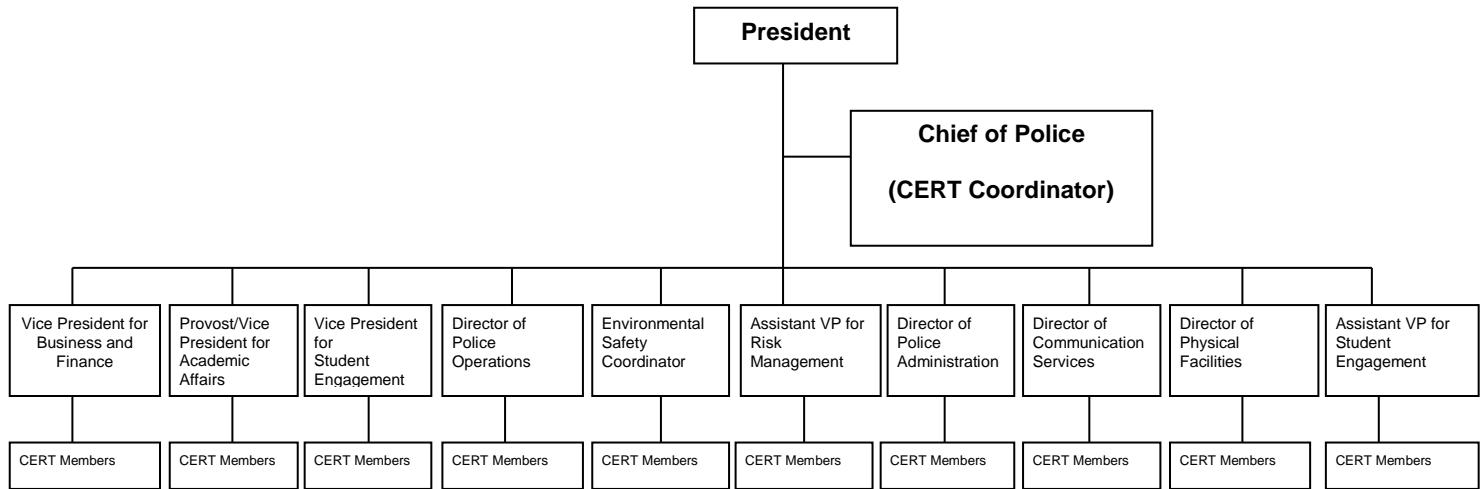 President
Chief of Police
(CERT Coordinator)
Vice President for
Business and
Finance
Provost/Vice
President for
Academic
Affairs
Vice President
for
Student
Engagement
Director of
Police
Operations
Environmental
Safety
Coordinator
Assistant VP for
Risk
Management
Director of
Police
Administration
Director of
Communication
Services
Director of
Physical
Facilities
Assistant VP for
Student
Engagement
CERT Members
CERT Members
CERT Members
CERT Members
CERT Members
CERT Members
CERT Members
CERT Members
CERT Members
CERT Members